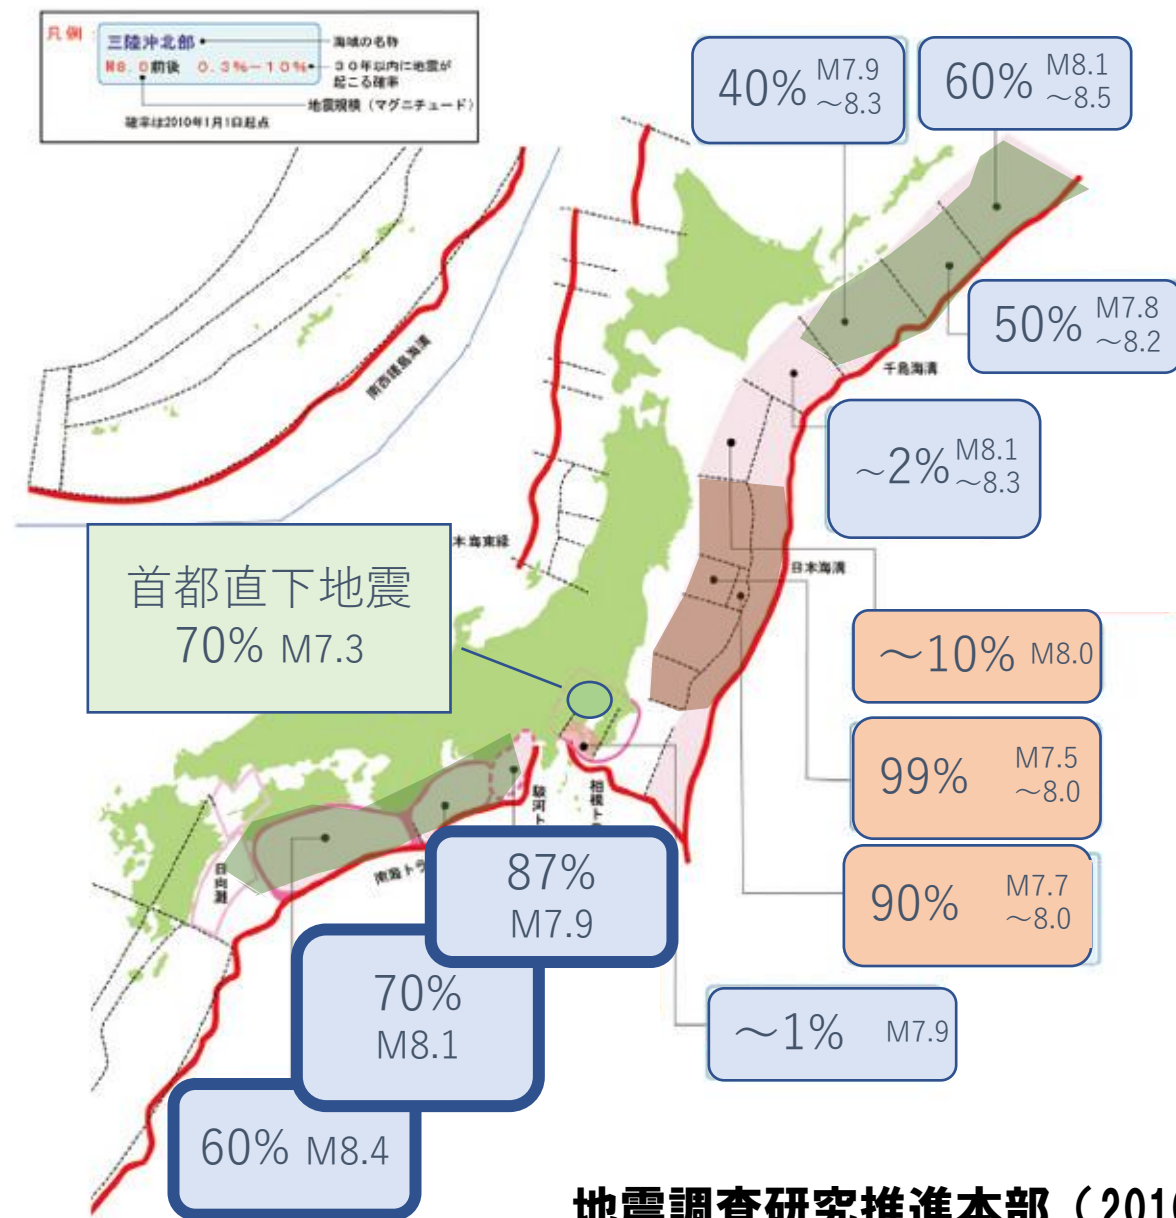 凡例
三陸沖北部
海域の名称
M8.0前後 0.3%-10%
30年以内に地震が
起こる確率
地震規模(マグニチュード)
確率は2010年1月1日起点
40% M7.9
~8.3
60% M8.1
~8.5
50% M7.8
~8.2
千島海溝
南西諸島海溝
~2% M8.1
~8.3
本海東縁
日本海溝
首都直下地震
70% M7.3
~10% M8.0
99% M7.5
~8.0
90% M7.7
~8.0
駿河ト
相模トラ
日向灘
南海トラ
87%
M7.9
70%
M8.1
~1% M7.9
60% M8.4
地震調査研究推進本部(201